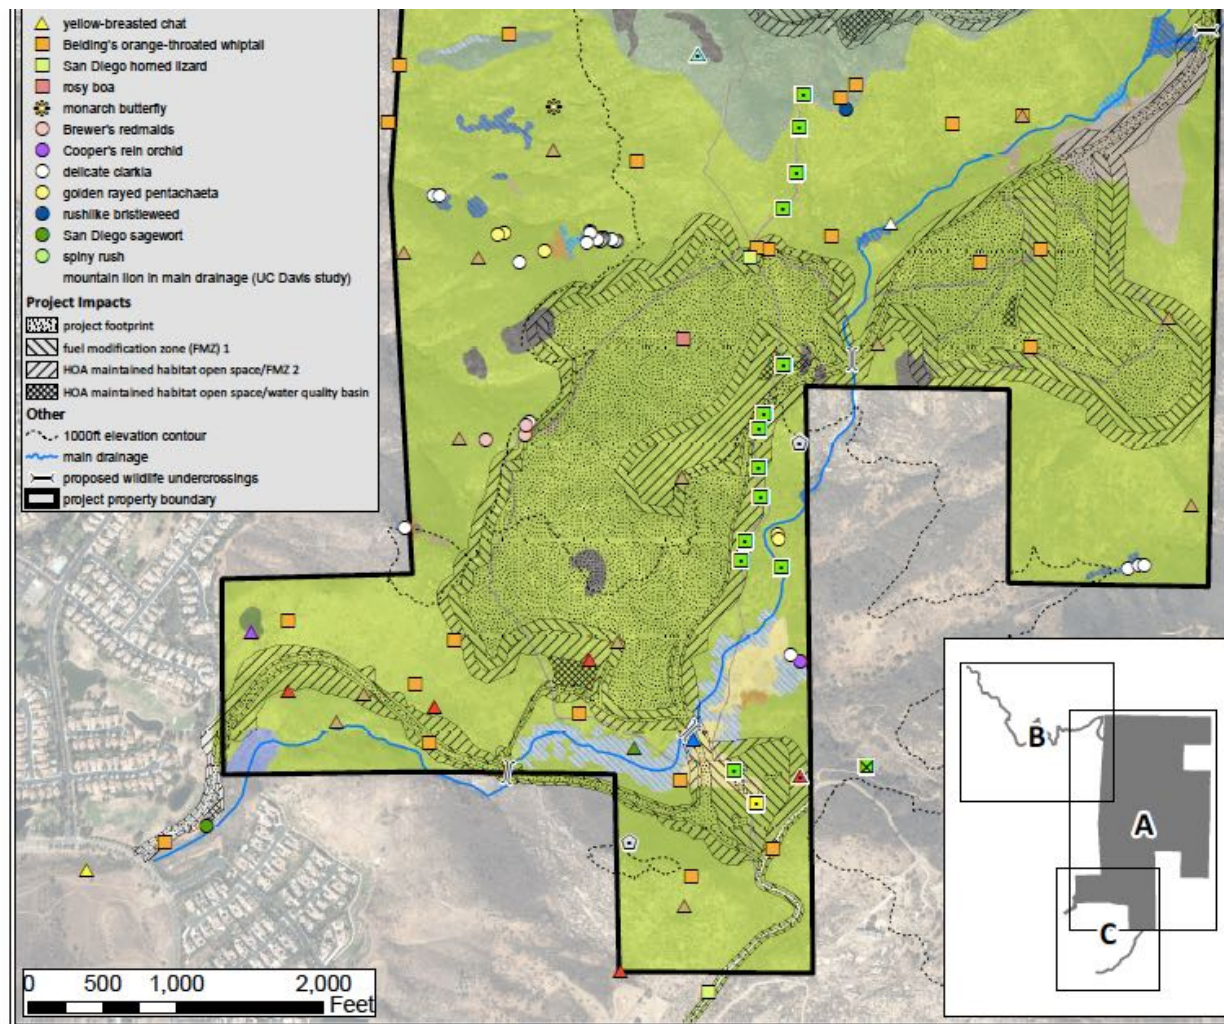 yellow-breasted chat
Belding's orange-throated whiptail
San Diego horned lizard
rosy boa
monarch butterfly
Brewer's redmaids
Cooper's rein orchid
delicate clarkia
golden rayed pentachaeta
rushlike bristleweed
San Diego sagewort
spiny rush
mountain lion in main drainage (UC Davis study)
Project Impacts
project footprint
fuel modification zone (FMZ) 1
HOA maintained habitat open space/FMZ 2
HOA maintained habitat open space/water quality basin
Other
1000ft elevation contour
main drainage
proposed wildlife undercrossings
project property boundary
B
A
C
0 500 1,000 2,000
Feet